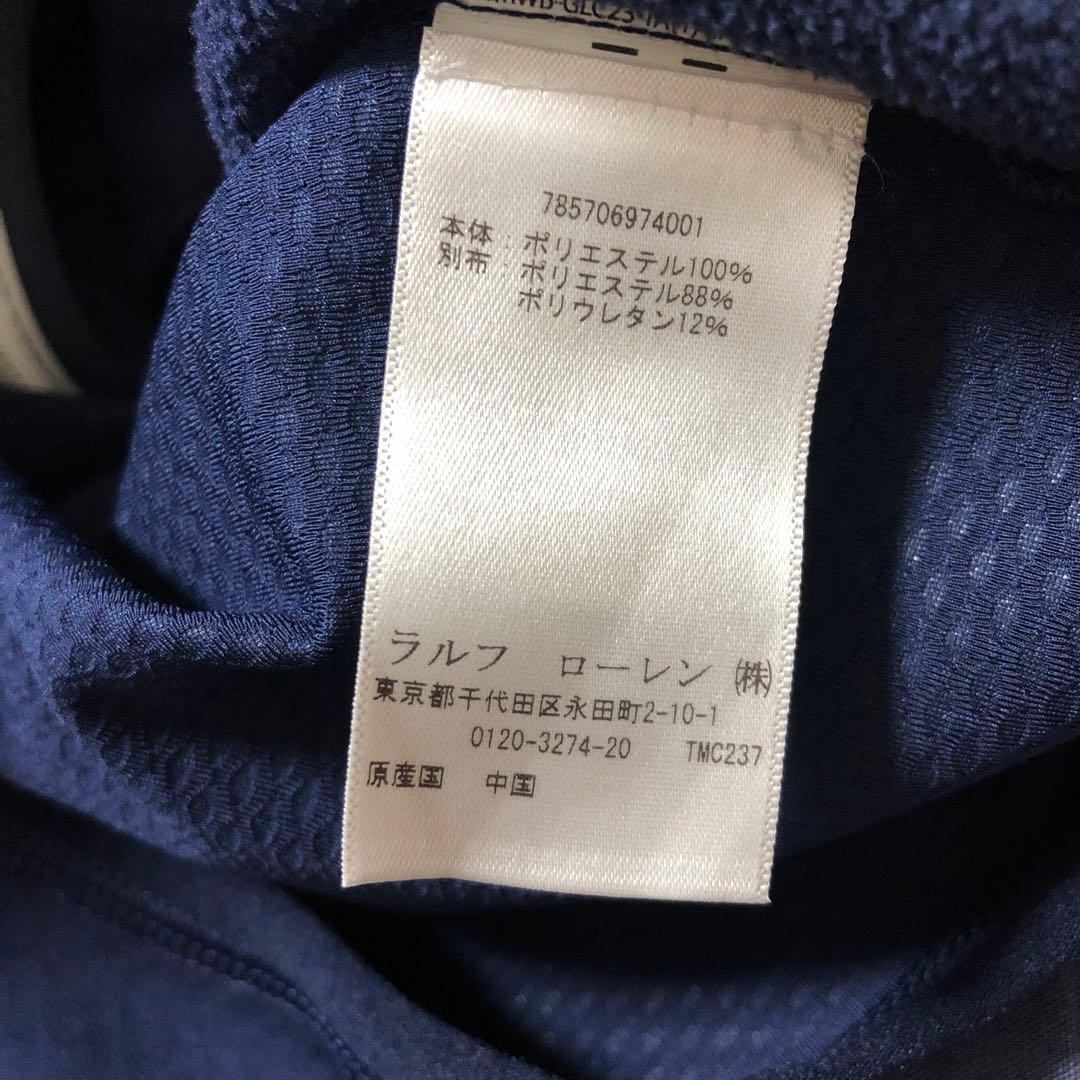 785706974001
本体：ポリエステル100%
別布：ポリエステル88%
ポリウレタン12%
ラルフ　ローレン㈱
東京都千代田区永田町2-10-1
0120-3274-20 TMC237
原産国　中国